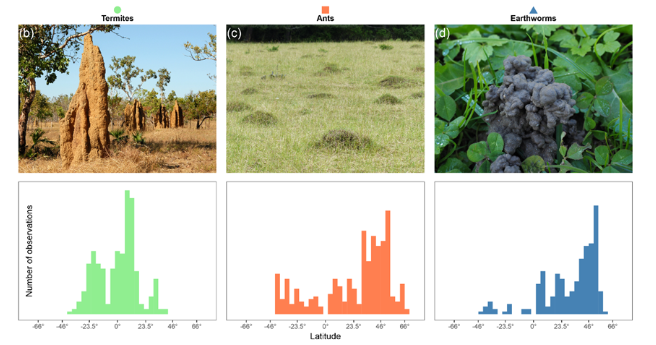 Termites
Ants
Earthworms
(b)
(c)
(d)
Number of observations
-66° -46° -23.5° 0° 23.5° 46° 66°
-66° -46° -23.5° 0° 23.5° 46° 66°
-66° -46° -23.5° 0° 23.5° 46° 66°
Latitude